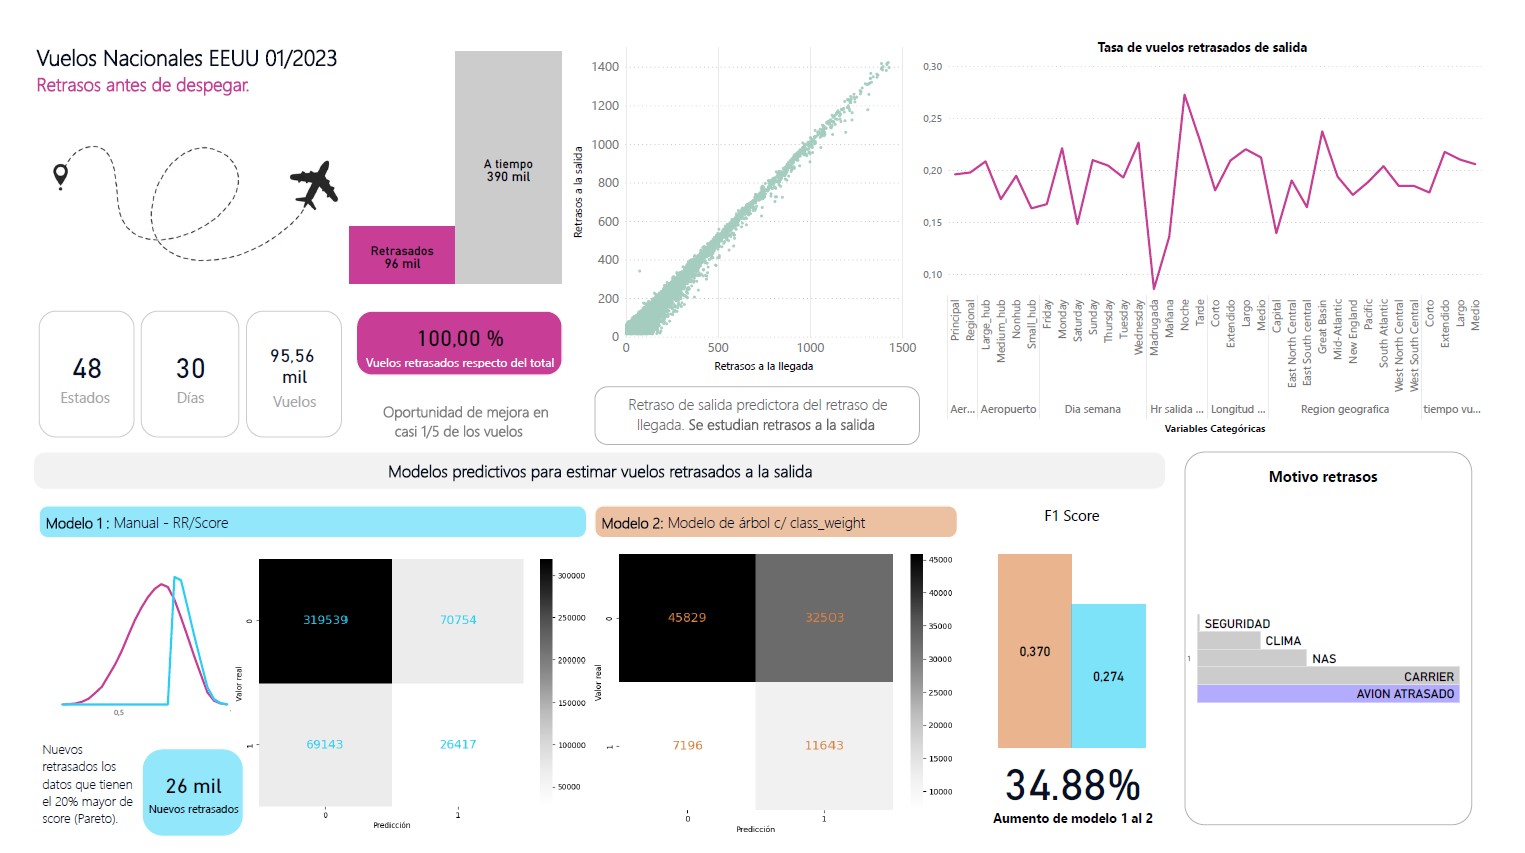 Vuelos Nacionales EEUU 01/2023
Retrasos antes de despegar.
A tiempo
390 mil
Retrasados
96 mil
48
Estados
30
Días
95,56
mil
Vuelos
100,00 %
Vuelos retrasados respecto del total
Oportunidad de mejora en
casi 1/5 de los vuelos
Retrasos a la salida
1400
1200
1000
800
600
400
200
0
0
500
1000
1500
Retrasos a la llegada
Retraso de salida predictora del retraso de
llegada. Se estudian retrasos a la salida
Tasa de vuelos retrasados de salida
0,30
0,25
0,20
0,15
0,10
Principal
Regional
Large_hub
Medium_hub
Nonhub
Small_hub
Friday
Monday
Saturday
Sunday
Thursday
Tuesday
Wednesday
Madrugada
Mañana
Noche
Tarde
Corto
Extendido
Largo
Medio
Capital
East North Central
East South central
Great Basin
Mid-Atlantic
New England
Pacific
South Atlantic
West North Central
West South Central
Corto
Extendido
Largo
Medio
Aer...
Aeropuerto
Dia semana
Hr salida ...
Longitud ...
Region geografica
tiempo vu...
Variables Categóricas
Modelos predictivos para estimar vuelos retrasados a la salida
Modelo 1 : Manual - RR/Score
0,5
Nuevos
retrasados los
datos que tienen
el 20% mayor de
score (Pareto).
26 mil
Nuevos retrasados
Valor real
0
1
319539
70754
69143
26417
0
1
Predicción
300000
250000
200000
150000
100000
50000
Modelo 2: Modelo de árbol c/ class_weight
Valor real
0
1
45829
32503
7196
11643
0
1
Predicción
45000
40000
35000
30000
25000
20000
15000
10000
F1 Score
0,370
0,274
34.88%
Aumento de modelo 1 al 2
Motivo retrasos
1
SEGURIDAD
CLIMA
NAS
CARRIER
AVION ATRASADO